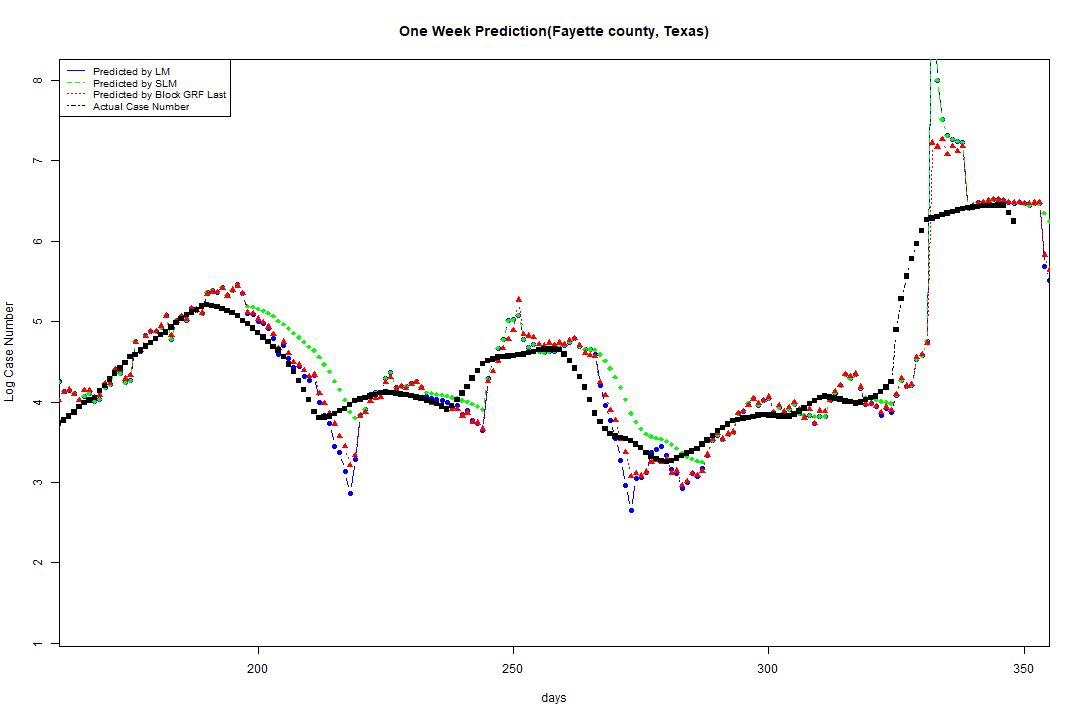 One Week Prediction(Fayette county, Texas)
Predicted by LM
Predicted by SLM
Predicted by Block GRF Last
Actual Case Number
8
7
6
5
4
3
2
1
Log Case Number
200
250
300
350
days